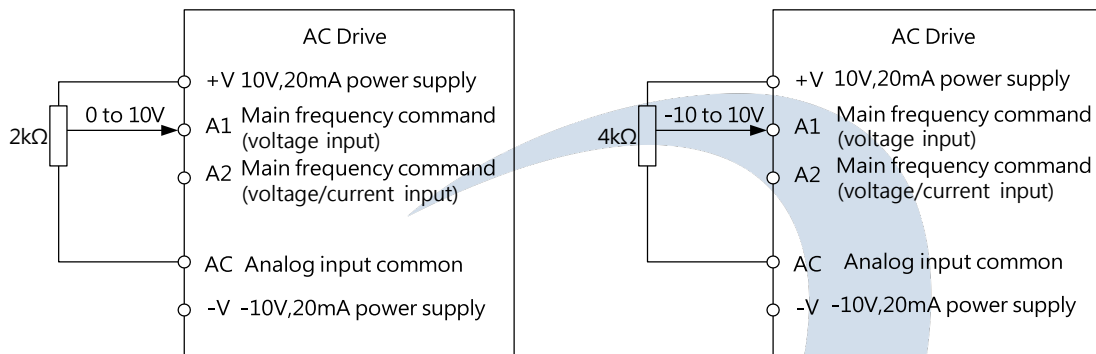 AC Drive
+V 10V,20mA power supply
2kΩ
0 to 10V
A1 Main frequency command
(voltage input)
A2 Main frequency command
(voltage/current input)
AC Analog input common
-V -10V,20mA power supply
AC Drive
+V 10V,20mA power supply
4kΩ
-10 to 10V
A1 Main frequency command
(voltage input)
A2 Main frequency command
(voltage/current input)
AC Analog input common
-V -10V,20mA power supply